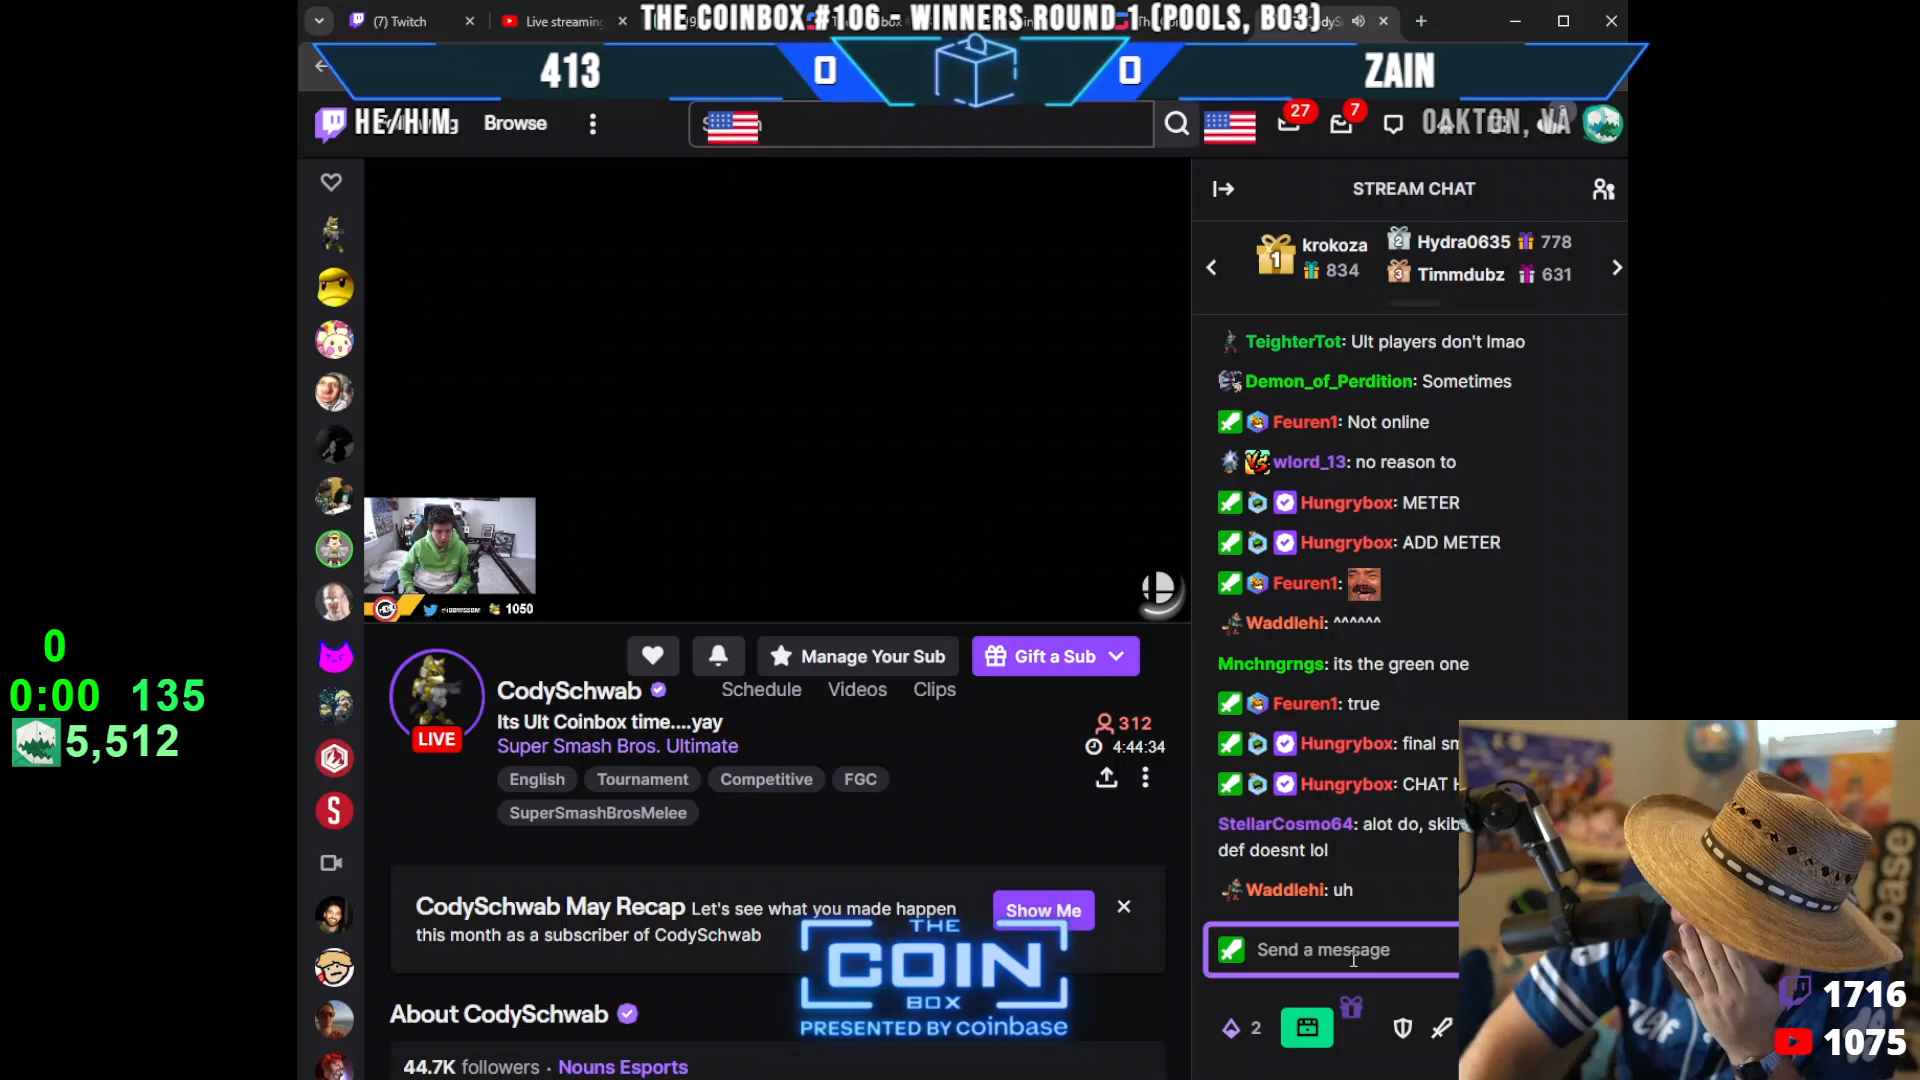 THE COINBOX #106 - WINNERS ROUND 1 (POOLS, BO3)
(7) Twitch
Live streaming
413
0
0
ZAIN
HE/HIM
Browse
27
7
OAKTON, VA
STREAM CHAT
1
krokoza
834
2
Hydra0635
778
3
Timmdubz
631
TeighterTot: Ult players don't lmao
Demon_of_Perdition: Sometimes
Feuren1: Not online
wlord_13: no reason to
Hungrybox: METER
Hungrybox: ADD METER
Feuren1:
Waddlehi: ^^^^^^
Mnchngrngs: its the green one
Feuren1: true
Hungrybox: final sm
Hungrybox: CHAT H
StellarCosmo64: alot do, skib
def doesnt lol
Waddlehi: uh
Send a message
2
1050
Manage Your Sub
Gift a Sub
CodySchwab
Schedule
Videos
Clips
LIVE
Its Ult Coinbox time....yay
Super Smash Bros. Ultimate
312
4:44:34
English
Tournament
Competitive
FGC
SuperSmashBrosMelee
CodySchwab May Recap Let's see what you made happen
this month as a subscriber of CodySchwab
Show Me
THE
COIN
BOX
PRESENTED BY coinbase
About CodySchwab
44.7K followers · Nouns Esports
0
0:00 135
5,512
S
1716
1075